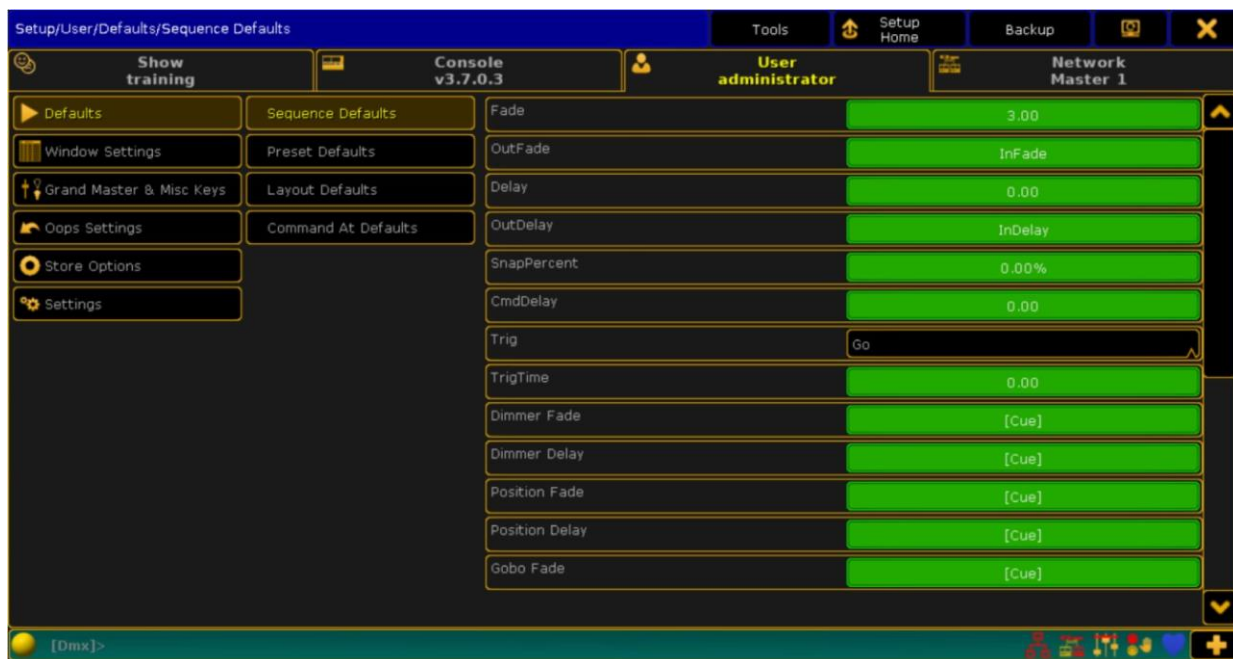 Setup/User/Defaults/Sequence Defaults
Tools
Setup
Home
Backup
Show
training
Console
v3.7.0.3
User
administrator
Network
Master 1
Defaults
Window Settings
Grand Master & Misc Keys
Oops Settings
Store Options
Settings
Sequence Defaults
Preset Defaults
Layout Defaults
Command At Defaults
Fade 3.00
OutFade InFade
Delay 0.00
OutDelay InDelay
SnapPercent 0.00%
CmdDelay 0.00
Trig Go
TrigTime 0.00
Dimmer Fade [Cue]
Dimmer Delay [Cue]
Position Fade [Cue]
Position Delay [Cue]
Gobo Fade [Cue]
[Dmx]>